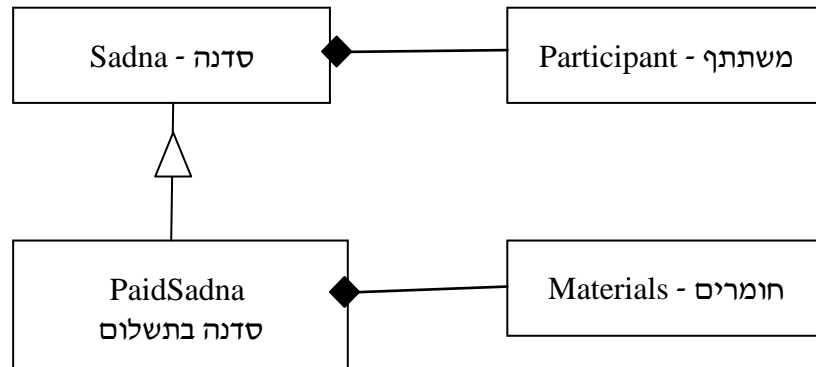 Sadna - סדנה
Participant - משתתף
PaidSadna
סדנה בתשלום
Materials - חומרים